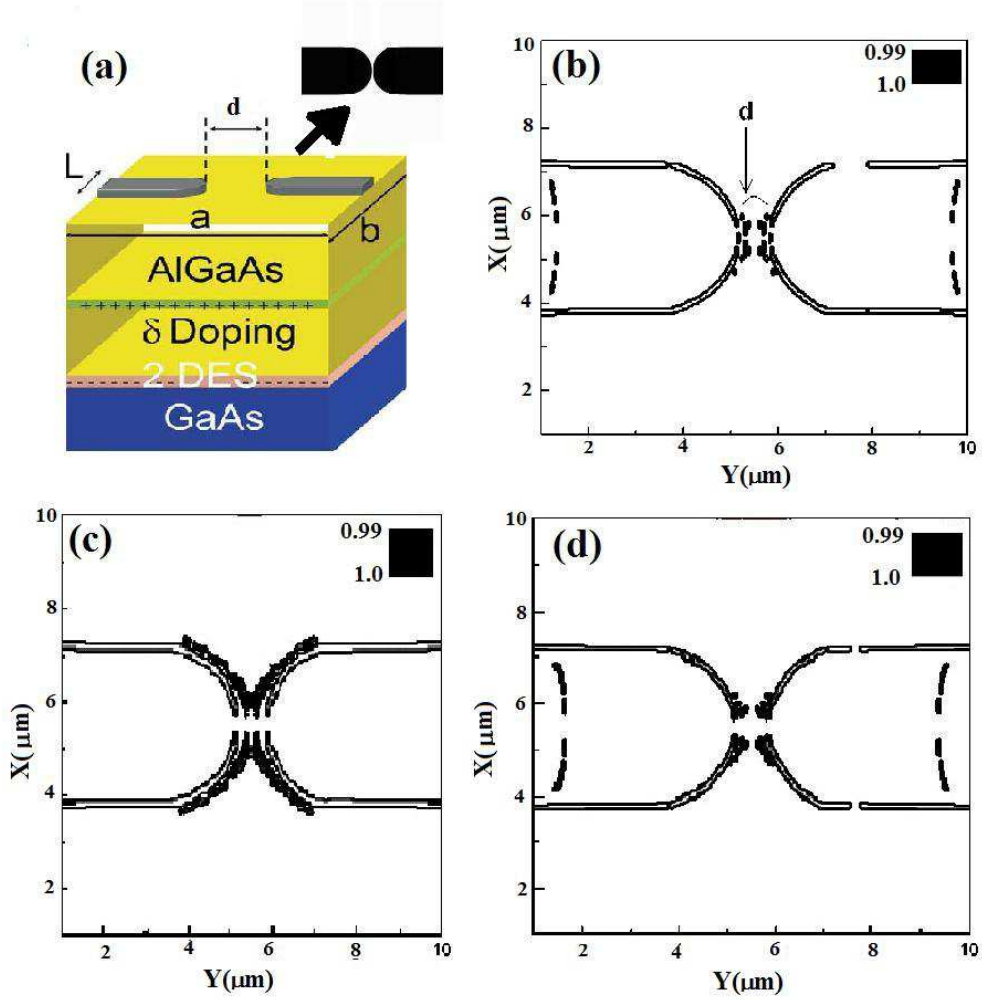 (a)
d
L
a
b
AlGaAs
+ + + + + + + + + + + + + +
δ Doping
2 DES
GaAs
(b)
0.99
1.0
d
10
8
6
4
2
X(μm)
2
4
6
8
10
Y(μm)
(c)
0.99
1.0
10
8
6
4
2
X(μm)
2
4
6
8
10
Y(μm)
(d)
0.99
1.0
10
8
6
4
2
X(μm)
2
4
6
8
10
Y(μm)